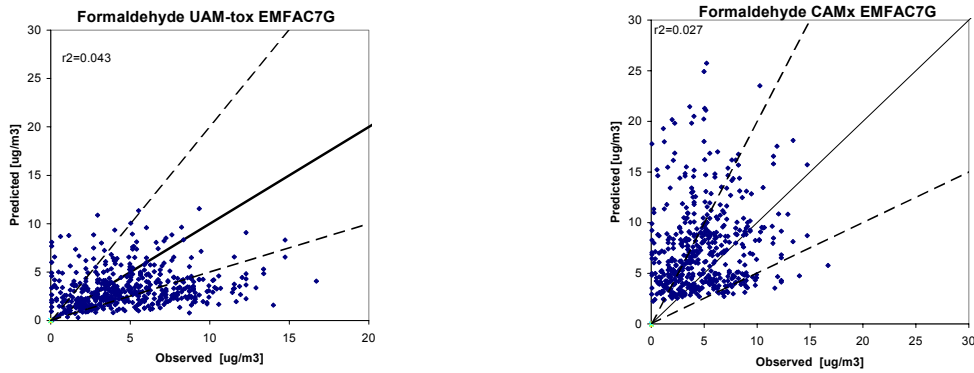 Formaldehyde UAM-tox EMFAC7G
30
r2=0.043
25
20
15
10
5
0
Predicted [ug/m3]
0 5 10 15 20
Observed [ug/m3]
Formaldehyde CAMx EMFAC7G
30
r2=0.027
25
20
15
10
5
0
Predicted [ug/m3]
0 5 10 15 20 25 30
Observed [ug/m3]